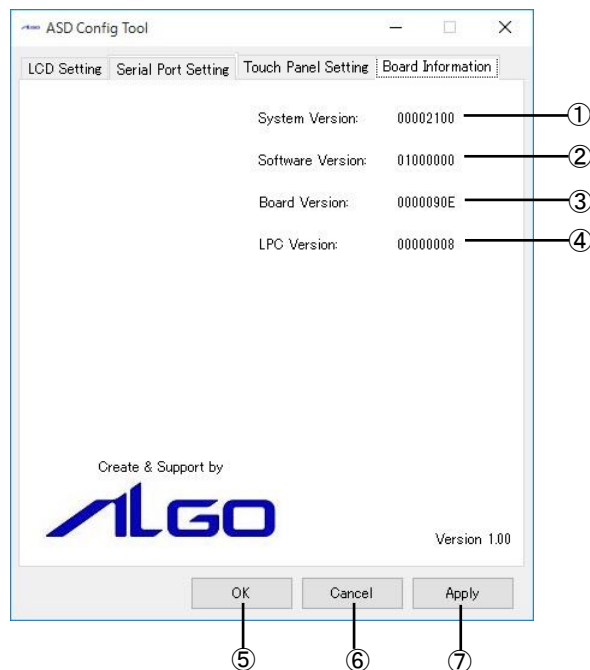 ASD Config Tool
LCD Setting Serial Port Setting Touch Panel Setting Board Information
System Version: 00002100 ①
Software Version: 01000000 ②
Board Version: 0000090E ③
LPC Version: 00000008 ④
Create & Support by
ALGO
Version 1.00
OK Cancel Apply
⑤ ⑥ ⑦